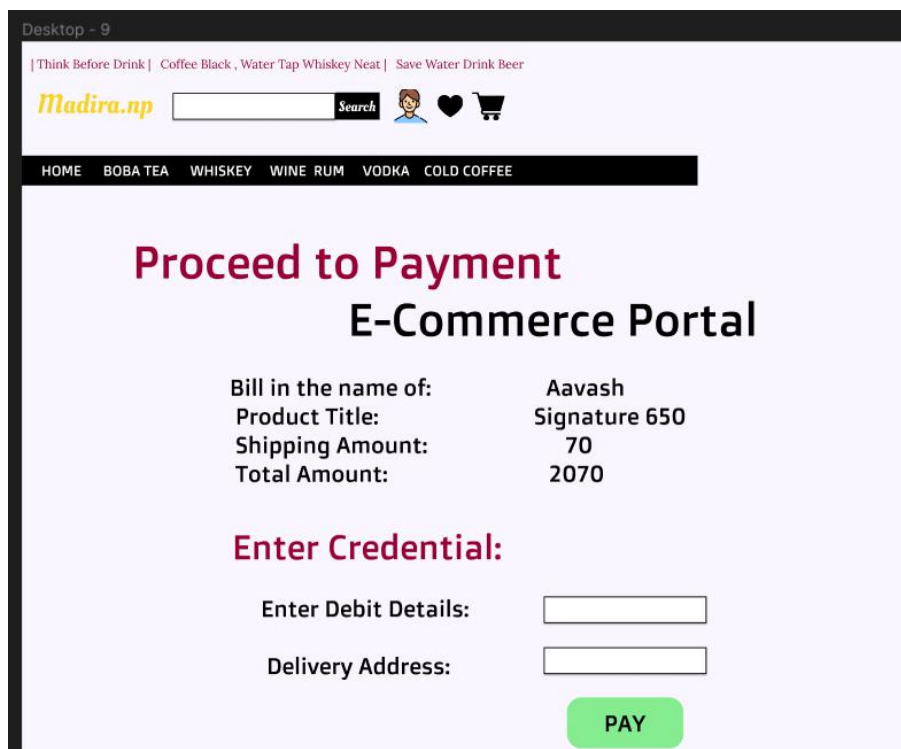 Desktop - 9
| Think Before Drink | Coffee Black , Water Tap Whiskey Neat | Save Water Drink Beer
Madira.np Search
HOME BOBA TEA WHISKEY WINE RUM VODKA COLD COFFEE
Proceed to Payment
E-Commerce Portal
Bill in the name of: Aavash
Product Title: Signature 650
Shipping Amount: 70
Total Amount: 2070
Enter Credential:
Enter Debit Details:
Delivery Address:
PAY